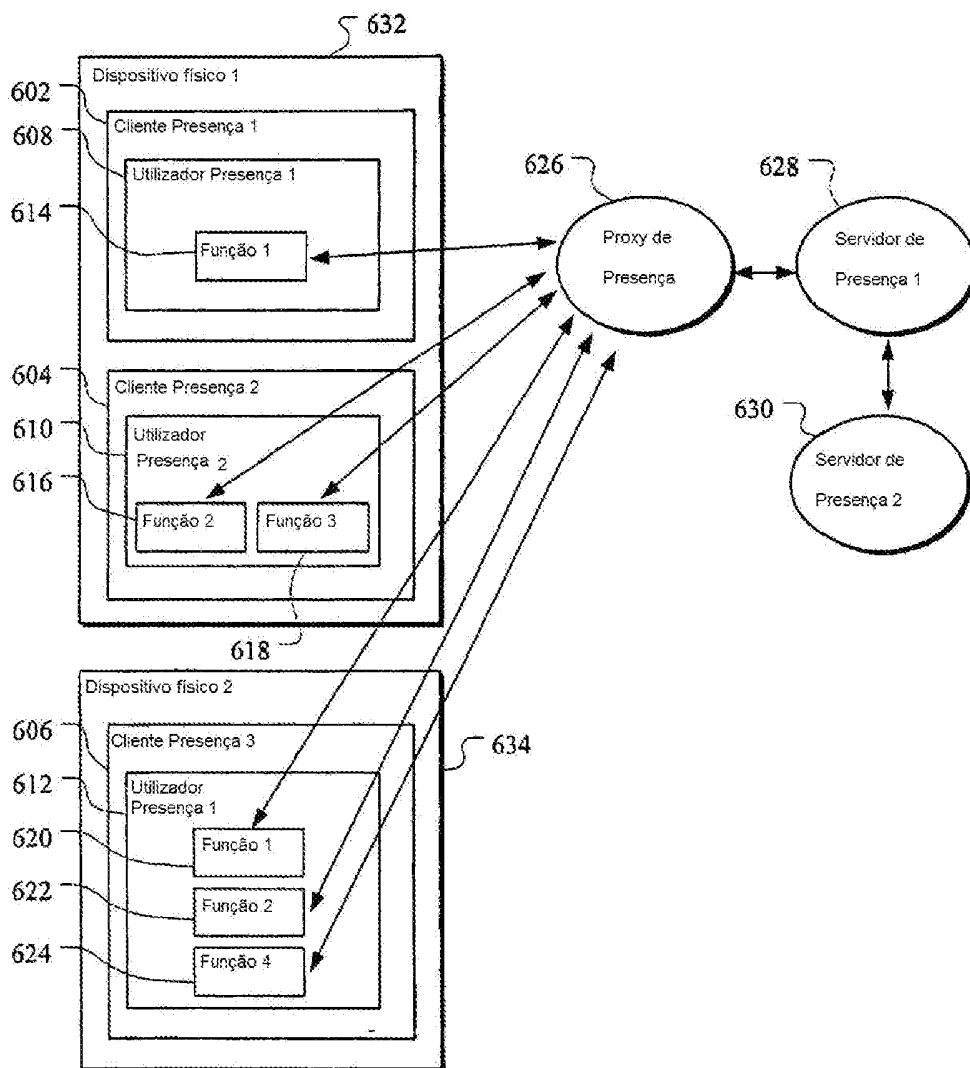 632
Dispositivo físico 1
602
Cliente Presença 1
608
Utilizador Presença 1
614
Função 1
626
Proxy de
Presença
628
Servidor de
Presença 1
604
Cliente Presença 2
610
Utilizador
Presença 2
616
Função 2
Função 3
618
630
Servidor de
Presença 2
Dispositivo físico 2
606
Cliente Presença 3
634
612
Utilizador
Presença 1
620
Função 1
622
Função 2
624
Função 4